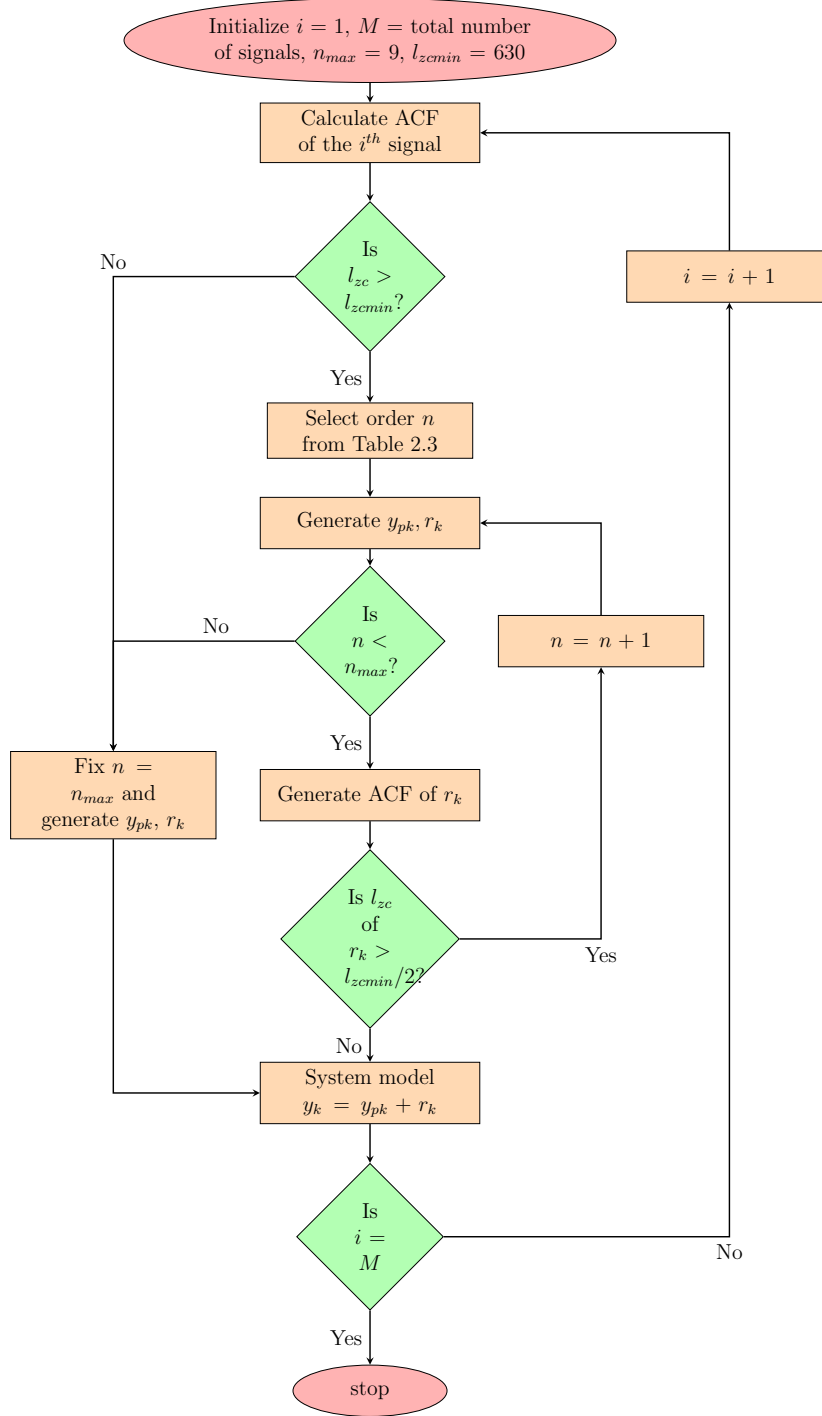 Initialize i = 1, M = total number
of signals, n_max = 9, l_zcmin = 630
Calculate ACF
of the i^th signal
Is
l_zc >
l_zcmin?
No
i = i + 1
Yes
Select order n
from Table 2.3
Generate y_pk, r_k
Is
n <
n_max?
No
n = n + 1
Yes
Fix n =
n_max and
generate y_pk, r_k
Generate ACF of r_k
Is l_zc
of
r_k >
l_zcmin/2?
Yes
No
System model
y_k = y_pk + r_k
Is
i =
M
No
Yes
stop